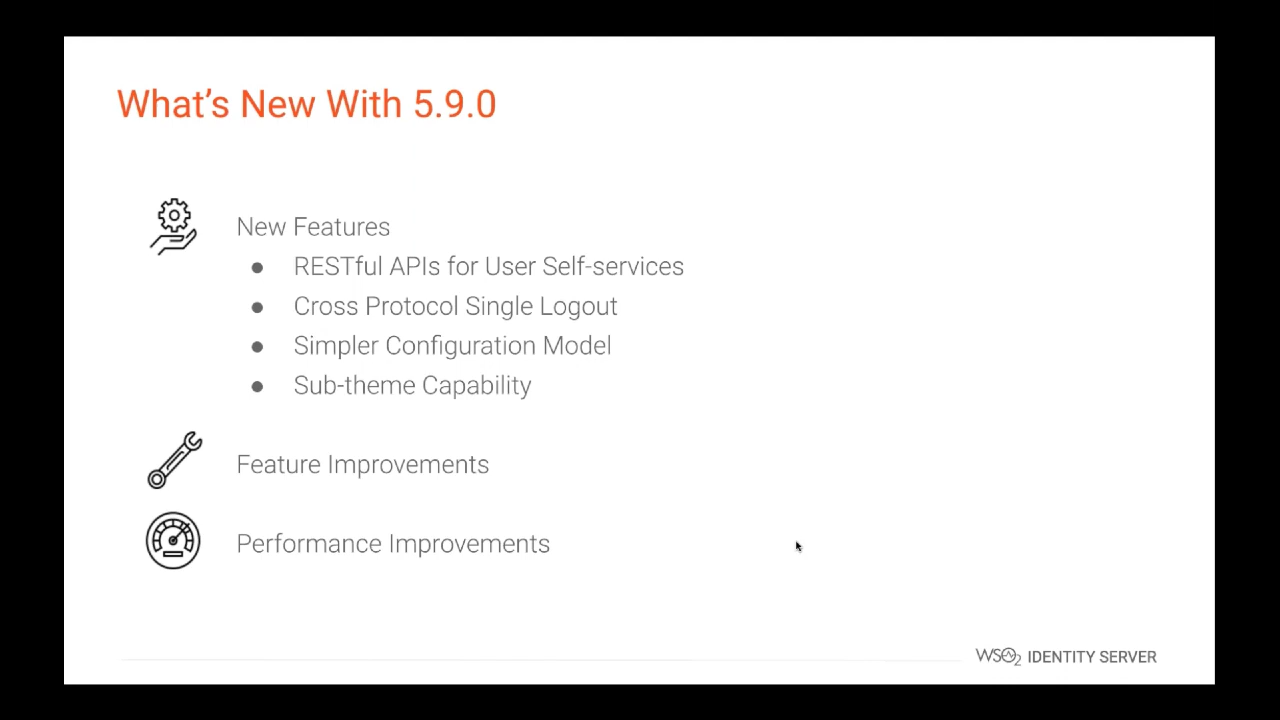 What's New With 5.9.0
New Features
● RESTful APIs for User Self-services
● Cross Protocol Single Logout
● Simpler Configuration Model
● Sub-theme Capability
Feature Improvements
Performance Improvements
WSO2 IDENTITY SERVER